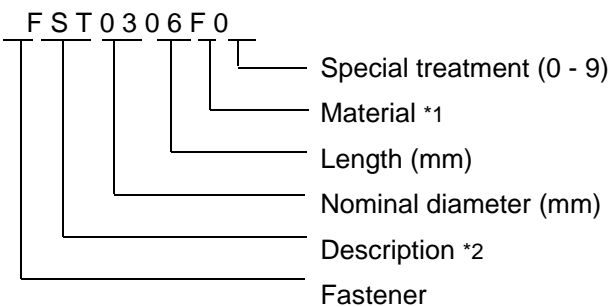 F S T 0 3 0 6 F 0
Special treatment (0 - 9)
Material *1
Length (mm)
Nominal diameter (mm)
Description *2
Fastener